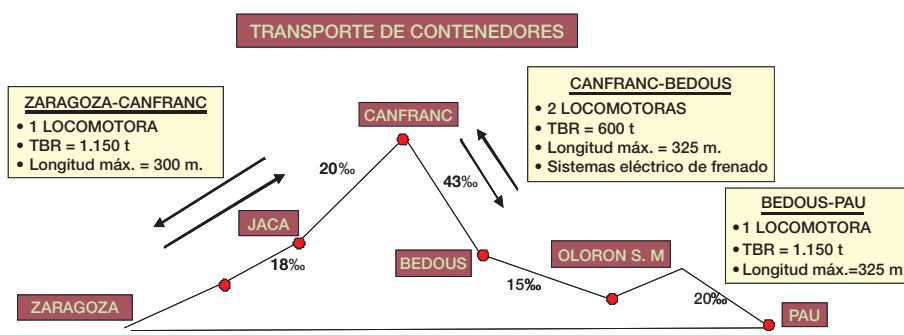 TRANSPORTE DE CONTENEDORES
ZARAGOZA-CANFRANC
• 1 LOCOMOTORA
• TBR = 1.150 t
• Longitud máx. = 300 m.
CANFRANC-BEDOUS
• 2 LOCOMOTORAS
• TBR = 600 t
• Longitud máx. = 325 m.
• Sistemas eléctrico de frenado
BEDOUS-PAU
• 1 LOCOMOTORA
• TBR = 1.150 t
• Longitud máx.=325 m.
CANFRANC
20‰
43‰
JACA
18‰
BEDOUS
OLORON S. M
15‰
20‰
ZARAGOZA
PAU